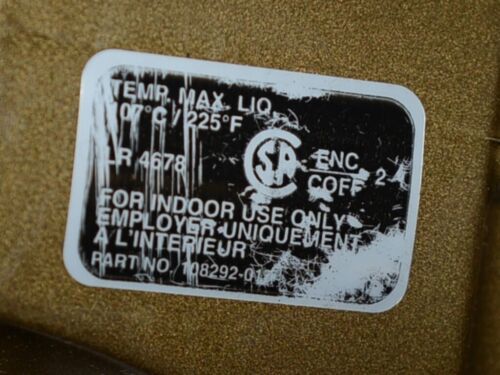 TEMP. MAX. LIQ.
107°C / 225°F
LR 4678
CSA ENC. 2
COFF.
FOR INDOOR USE ONLY
EMPLOYER UNIQUEMENT
A L'INTERIEUR
PART NO. 108292-01